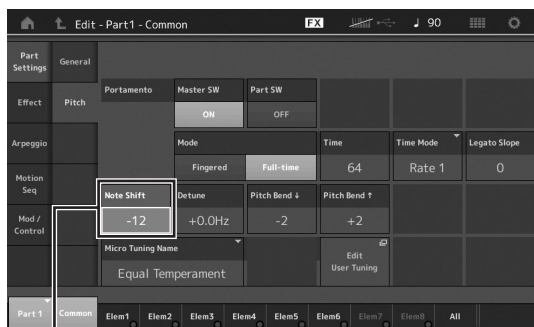 Edit - Part1 - Common
FX
♩ 90
Part Settings
General
Effect
Pitch
Arpeggio
Motion Seq
Mod / Control
Portamento
Master SW
ON
Part SW
OFF
Mode
Fingered
Full-time
Time
64
Time Mode
Rate 1
Legato Slope
0
Note Shift
-12
Detune
+0.0Hz
Pitch Bend ↓
-2
Pitch Bend ↑
+2
Micro Tuning Name
Equal Temperament
Edit
User Tuning
Part 1
Common
Elem1
Elem2
Elem3
Elem4
Elem5
Elem6
Elem7
Elem8
All